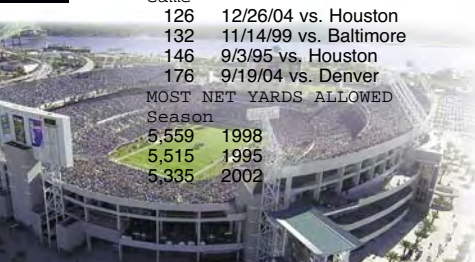 Game
126 12/26/04 vs. Houston
132 11/14/99 vs. Baltimore
146 9/3/95 vs. Houston
176 9/19/04 vs. Denver
MOST NET YARDS ALLOWED
Season
5,559 1998
5,515 1995
5,335 2002